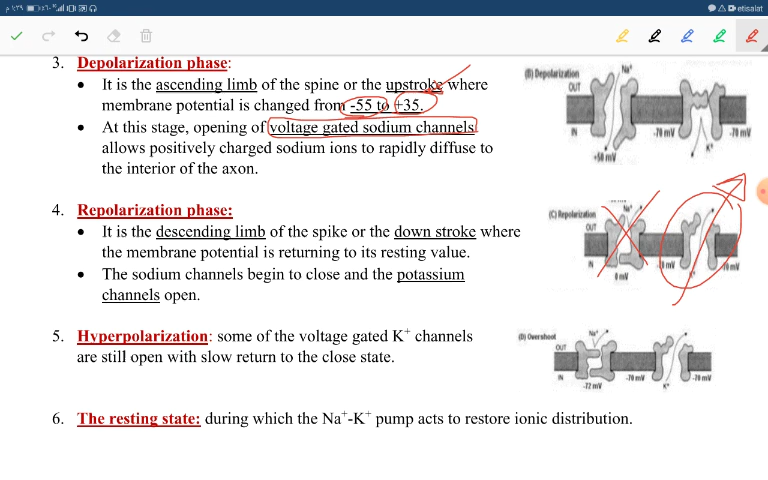 etisalat
3. Depolarization phase:
• It is the ascending limb of the spine or the upstroke where
membrane potential is changed from -55 to +35.
• At this stage, opening of voltage gated sodium channels
allows positively charged sodium ions to rapidly diffuse to
the interior of the axon.
(B) Depolarization
Na⁺
OUT
IN
-70 mV
-70 mV
K⁺
+50 mV
4. Repolarization phase:
• It is the descending limb of the spike or the down stroke where
the membrane potential is returning to its resting value.
• The sodium channels begin to close and the potassium
channels open.
(C) Repolarization
Na⁺
OUT
IN
0 mV
5. Hyperpolarization: some of the voltage gated K⁺ channels
are still open with slow return to the close state.
(D) Overshoot
Na⁺
OUT
IN
-72 mV
-70 mV
K⁺
-70 mV
6. The resting state: during which the Na⁺-K⁺ pump acts to restore ionic distribution.